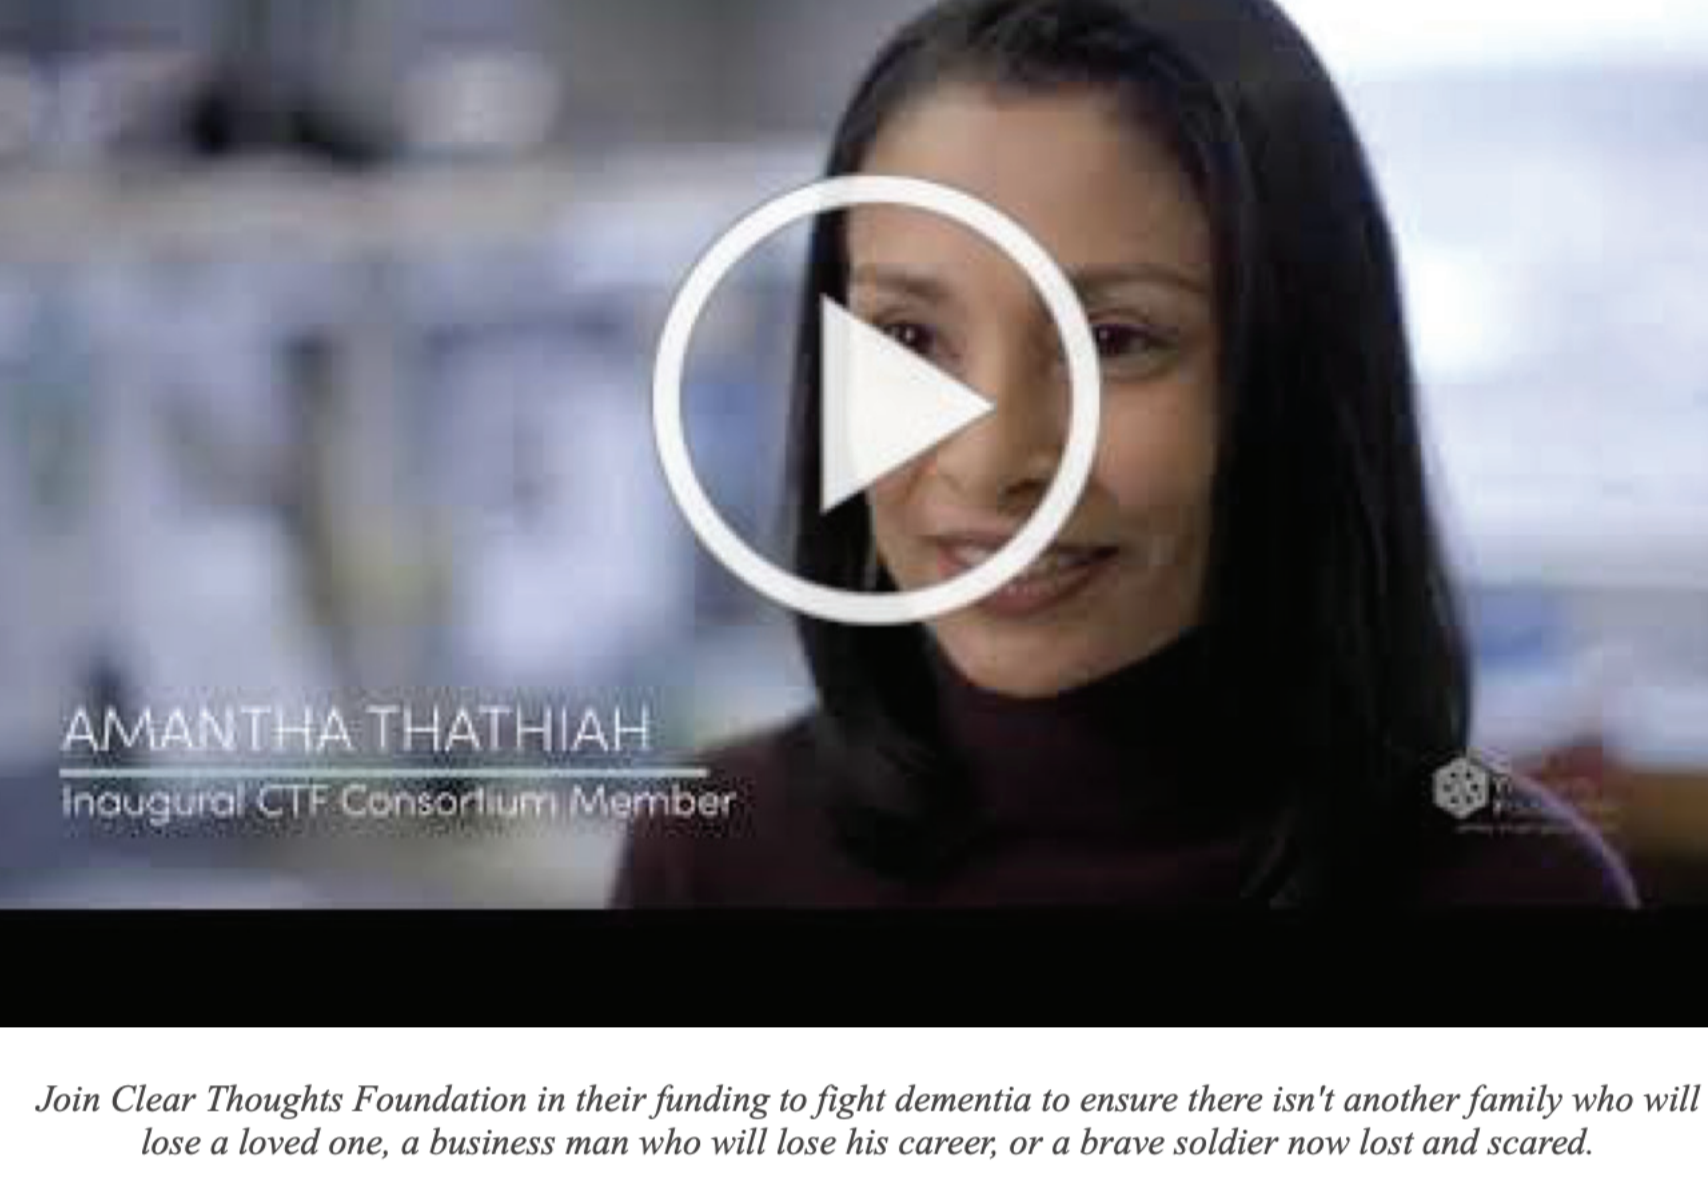 AMANTHA THATHIAH
Inaugural CTF Consortium Member
Join Clear Thoughts Foundation in their funding to fight dementia to ensure there isn't another family who will
lose a loved one, a business man who will lose his career, or a brave soldier now lost and scared.